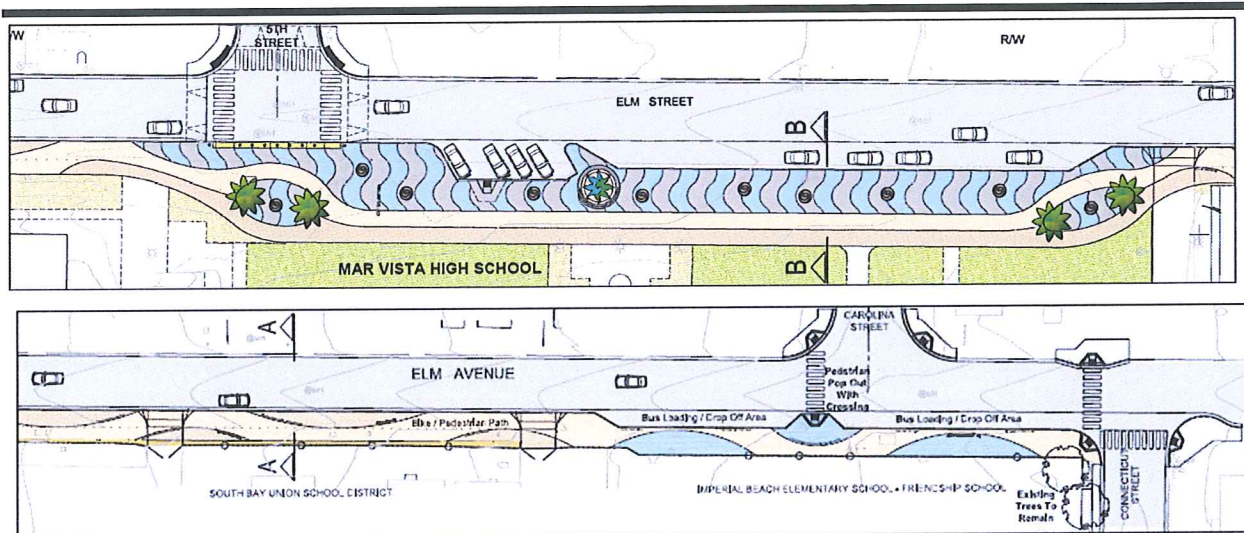 /W
5TH
STREET
R/W
ELM STREET
B
MAR VISTA HIGH SCHOOL
B
A
CAROLINA
STREET
ELM AVENUE
Pedestrian
Pop Out
With
Crossing
Bus Loading / Drop Off Area
Bus Loading / Drop Off Area
Bike / Pedestrian Path
A
SOUTH BAY UNION SCHOOL DISTRICT
IMPERIAL BEACH ELEMENTARY SCHOOL • FRIENDSHIP SCHOOL
Existing
Trees To
Remain
CONNECTICUT
STREET